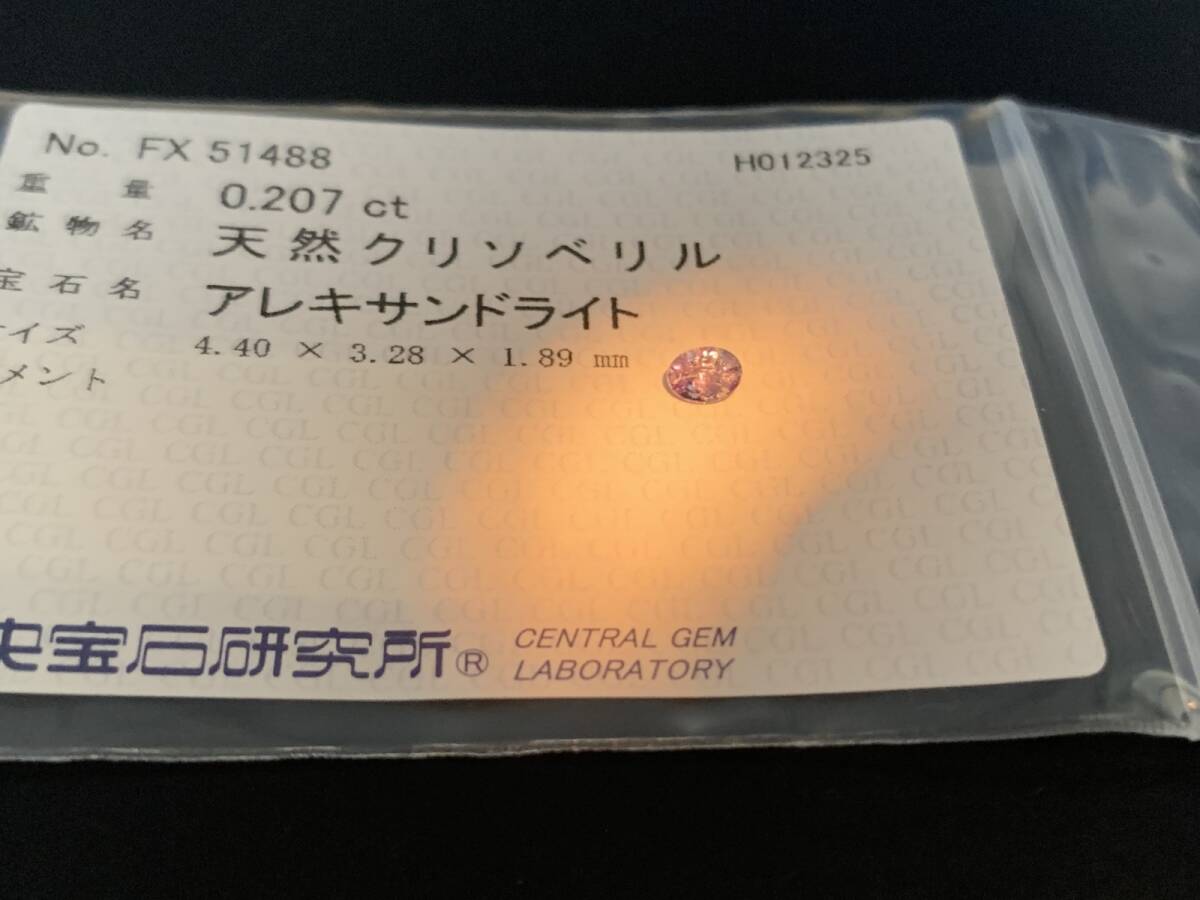 No. FX 51488
H012325
重量 0.207 ct
鉱物名 天然クリソベリル
宝石名 アレキサンドライト
イズ 4.40 × 3.28 × 1.89 mm
メント
宝石研究所®
CENTRAL GEM
LABORATORY